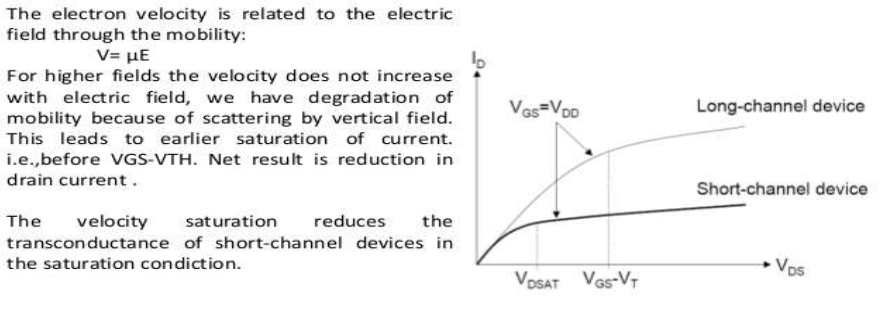 The electron velocity is related to the electric
field through the mobility:
V= µE
For higher fields the velocity does not increase
with electric field, we have degradation of
mobility because of scattering by vertical field.
This leads to earlier saturation of current.
i.e.,before VGS-VTH. Net result is reduction in
drain current .
The velocity saturation reduces the
transconductance of short-channel devices in
the saturation condiction.
ID
VGS=VDD
Long-channel device
Short-channel device
VDS
VDSAT VGS-VT